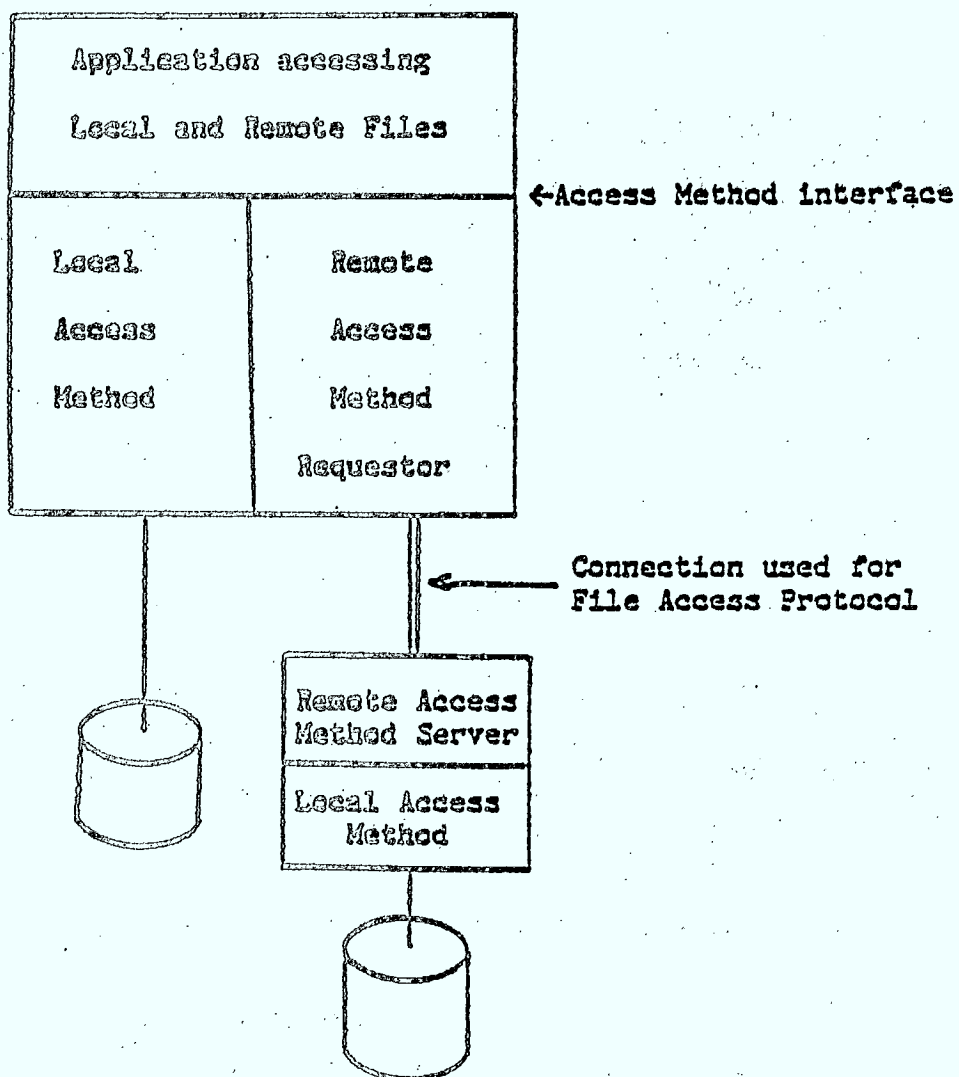 Application accessing
Local and Remote Files
←Access Method interface
Local
Access
Method
Remote
Access
Method
Requestor
Connection used for
File Access Protocol
Remote Access
Method Server
Local Access
Method